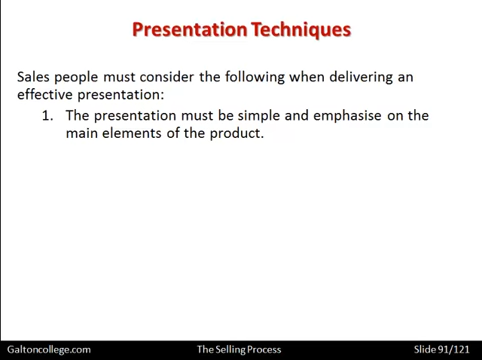 Presentation Techniques
Sales people must consider the following when delivering an
effective presentation:
1. The presentation must be simple and emphasise on the
main elements of the product.
Galtoncollege.com The Selling Process Slide 91/121